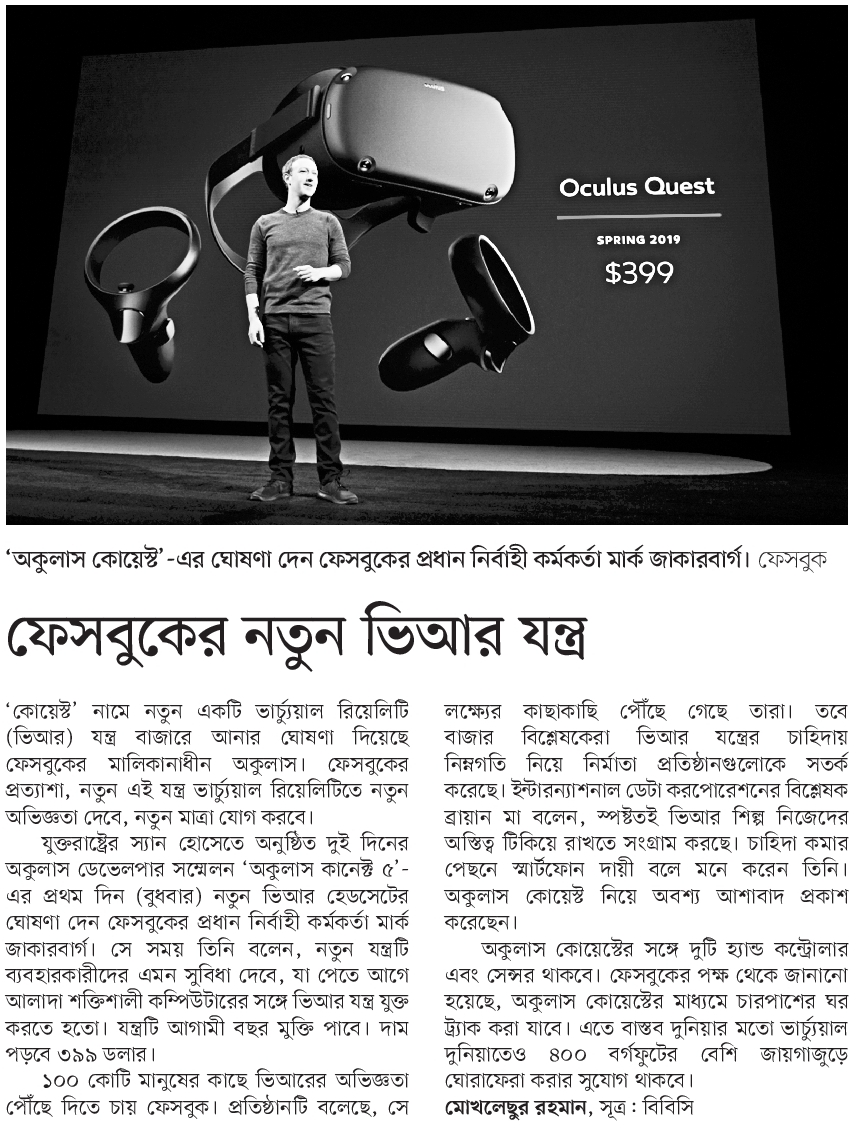 Oculus Quest
SPRING 2019
$399
‘অকুলাস কোয়েস্ট’-এর ঘোষণা দেন ফেসবুকের প্রধান নির্বাহী কর্মকর্তা মার্ক জাকারবার্গ। ফেসবুক
ফেসবুকের নতুন ভিআর যন্ত্র
‘কোয়েস্ট’ নামে নতুন একটি ভার্চ্যুয়াল রিয়েলিটি
(ভিআর) যন্ত্র বাজারে আনার ঘোষণা দিয়েছে
ফেসবুকের মালিকানাধীন অকুলাস। ফেসবুকের
প্রত্যাশা, নতুন এই যন্ত্র ভার্চ্যুয়াল রিয়েলিটিতে নতুন
অভিজ্ঞতা দেবে, নতুন মাত্রা যোগ করবে।
যুক্তরাষ্ট্রের স্যান হোসেতে অনুষ্ঠিত দুই দিনের
অকুলাস ডেভেলপার সম্মেলন ‘অকুলাস কানেক্ট ৫’-
এর প্রথম দিন (বুধবার) নতুন ভিআর হেডসেটের
ঘোষণা দেন ফেসবুকের প্রধান নির্বাহী কর্মকর্তা মার্ক
জাকারবার্গ। সে সময় তিনি বলেন, নতুন যন্ত্রটি
ব্যবহারকারীদের এমন সুবিধা দেবে, যা পেতে আগে
আলাদা শক্তিশালী কম্পিউটারের সঙ্গে ভিআর যন্ত্র যুক্ত
করতে হতো। যন্ত্রটি আগামী বছর মুক্তি পাবে। দাম
পড়বে ৩৯৯ ডলার।
১০০ কোটি মানুষের কাছে ভিআরের অভিজ্ঞতা
পৌঁছে দিতে চায় ফেসবুক। প্রতিষ্ঠানটি বলেছে, সে
লক্ষ্যের কাছাকাছি পৌঁছে গেছে তারা। তবে
বাজার বিশ্লেষকেরা ভিআর যন্ত্রের চাহিদায়
নিম্নগতি নিয়ে নির্মাতা প্রতিষ্ঠানগুলোকে সতর্ক
করেছে। ইন্টারন্যাশনাল ডেটা করপোরেশনের বিশ্লেষক
ব্রায়ান মা বলেন, স্পষ্টতই ভিআর শিল্প নিজেদের
অস্তিত্ব টিকিয়ে রাখতে সংগ্রাম করছে। চাহিদা কমার
পেছনে স্মার্টফোন দায়ী বলে মনে করেন তিনি।
অকুলাস কোয়েস্ট নিয়ে অবশ্য আশাবাদ প্রকাশ
করেছেন।
অকুলাস কোয়েস্টের সঙ্গে দুটি হ্যান্ড কন্ট্রোলার
এবং সেন্সর থাকবে। ফেসবুকের পক্ষ থেকে জানানো
হয়েছে, অকুলাস কোয়েস্টের মাধ্যমে চারপাশের ঘর
ট্র্যাক করা যাবে। এতে বাস্তব দুনিয়ার মতো ভার্চ্যুয়াল
দুনিয়াতেও ৪০০ বর্গফুটের বেশি জায়গাজুড়ে
ঘোরাফেরা করার সুযোগ থাকবে।
মোখলেছুর রহমান, সূত্র : বিবিসি